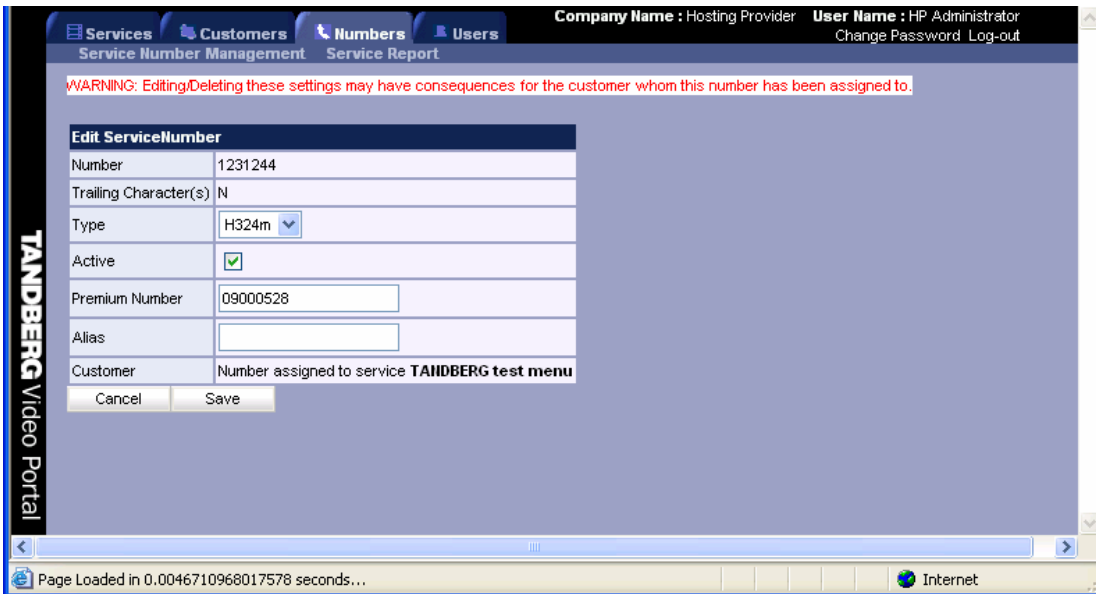 Company Name : Hosting Provider User Name : HP Administrator
Services Customers Numbers Users
Change Password Log-out
Service Number Management Service Report
WARNING: Editing/Deleting these settings may have consequences for the customer whom this number has been assigned to.
Edit ServiceNumber
Number 1231244
Trailing Character(s) N
Type H324m
Active
Premium Number 09000528
Alias
Customer Number assigned to service TANDBERG test menu
Cancel Save
TANDBERG Video Portal
Page Loaded in 0.0046710968017578 seconds...
Internet